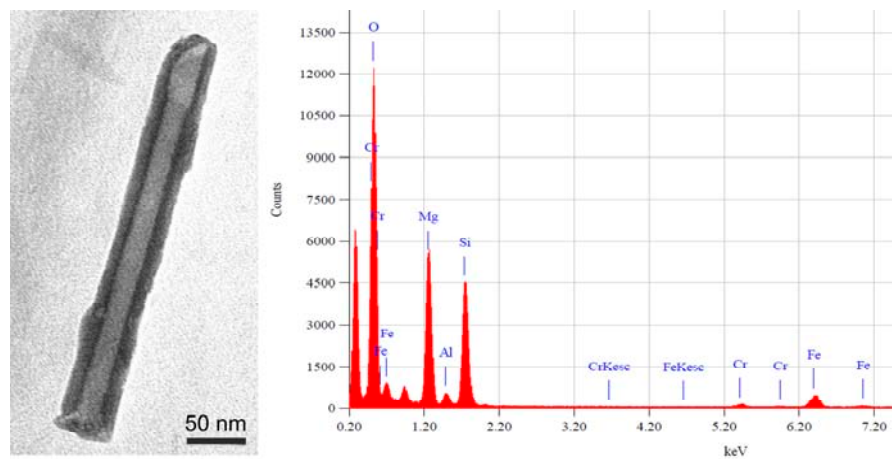 50 nm
13500
12000
10500
9000
7500
6000
4500
3000
1500
0
Counts
O
Cr
Cr
Fe
Fe
Mg
Al
Si
CrKesc
FeKesc
Cr
Cr
Fe
Fe
0.20 1.20 2.20 3.20 4.20 5.20 6.20 7.20
keV